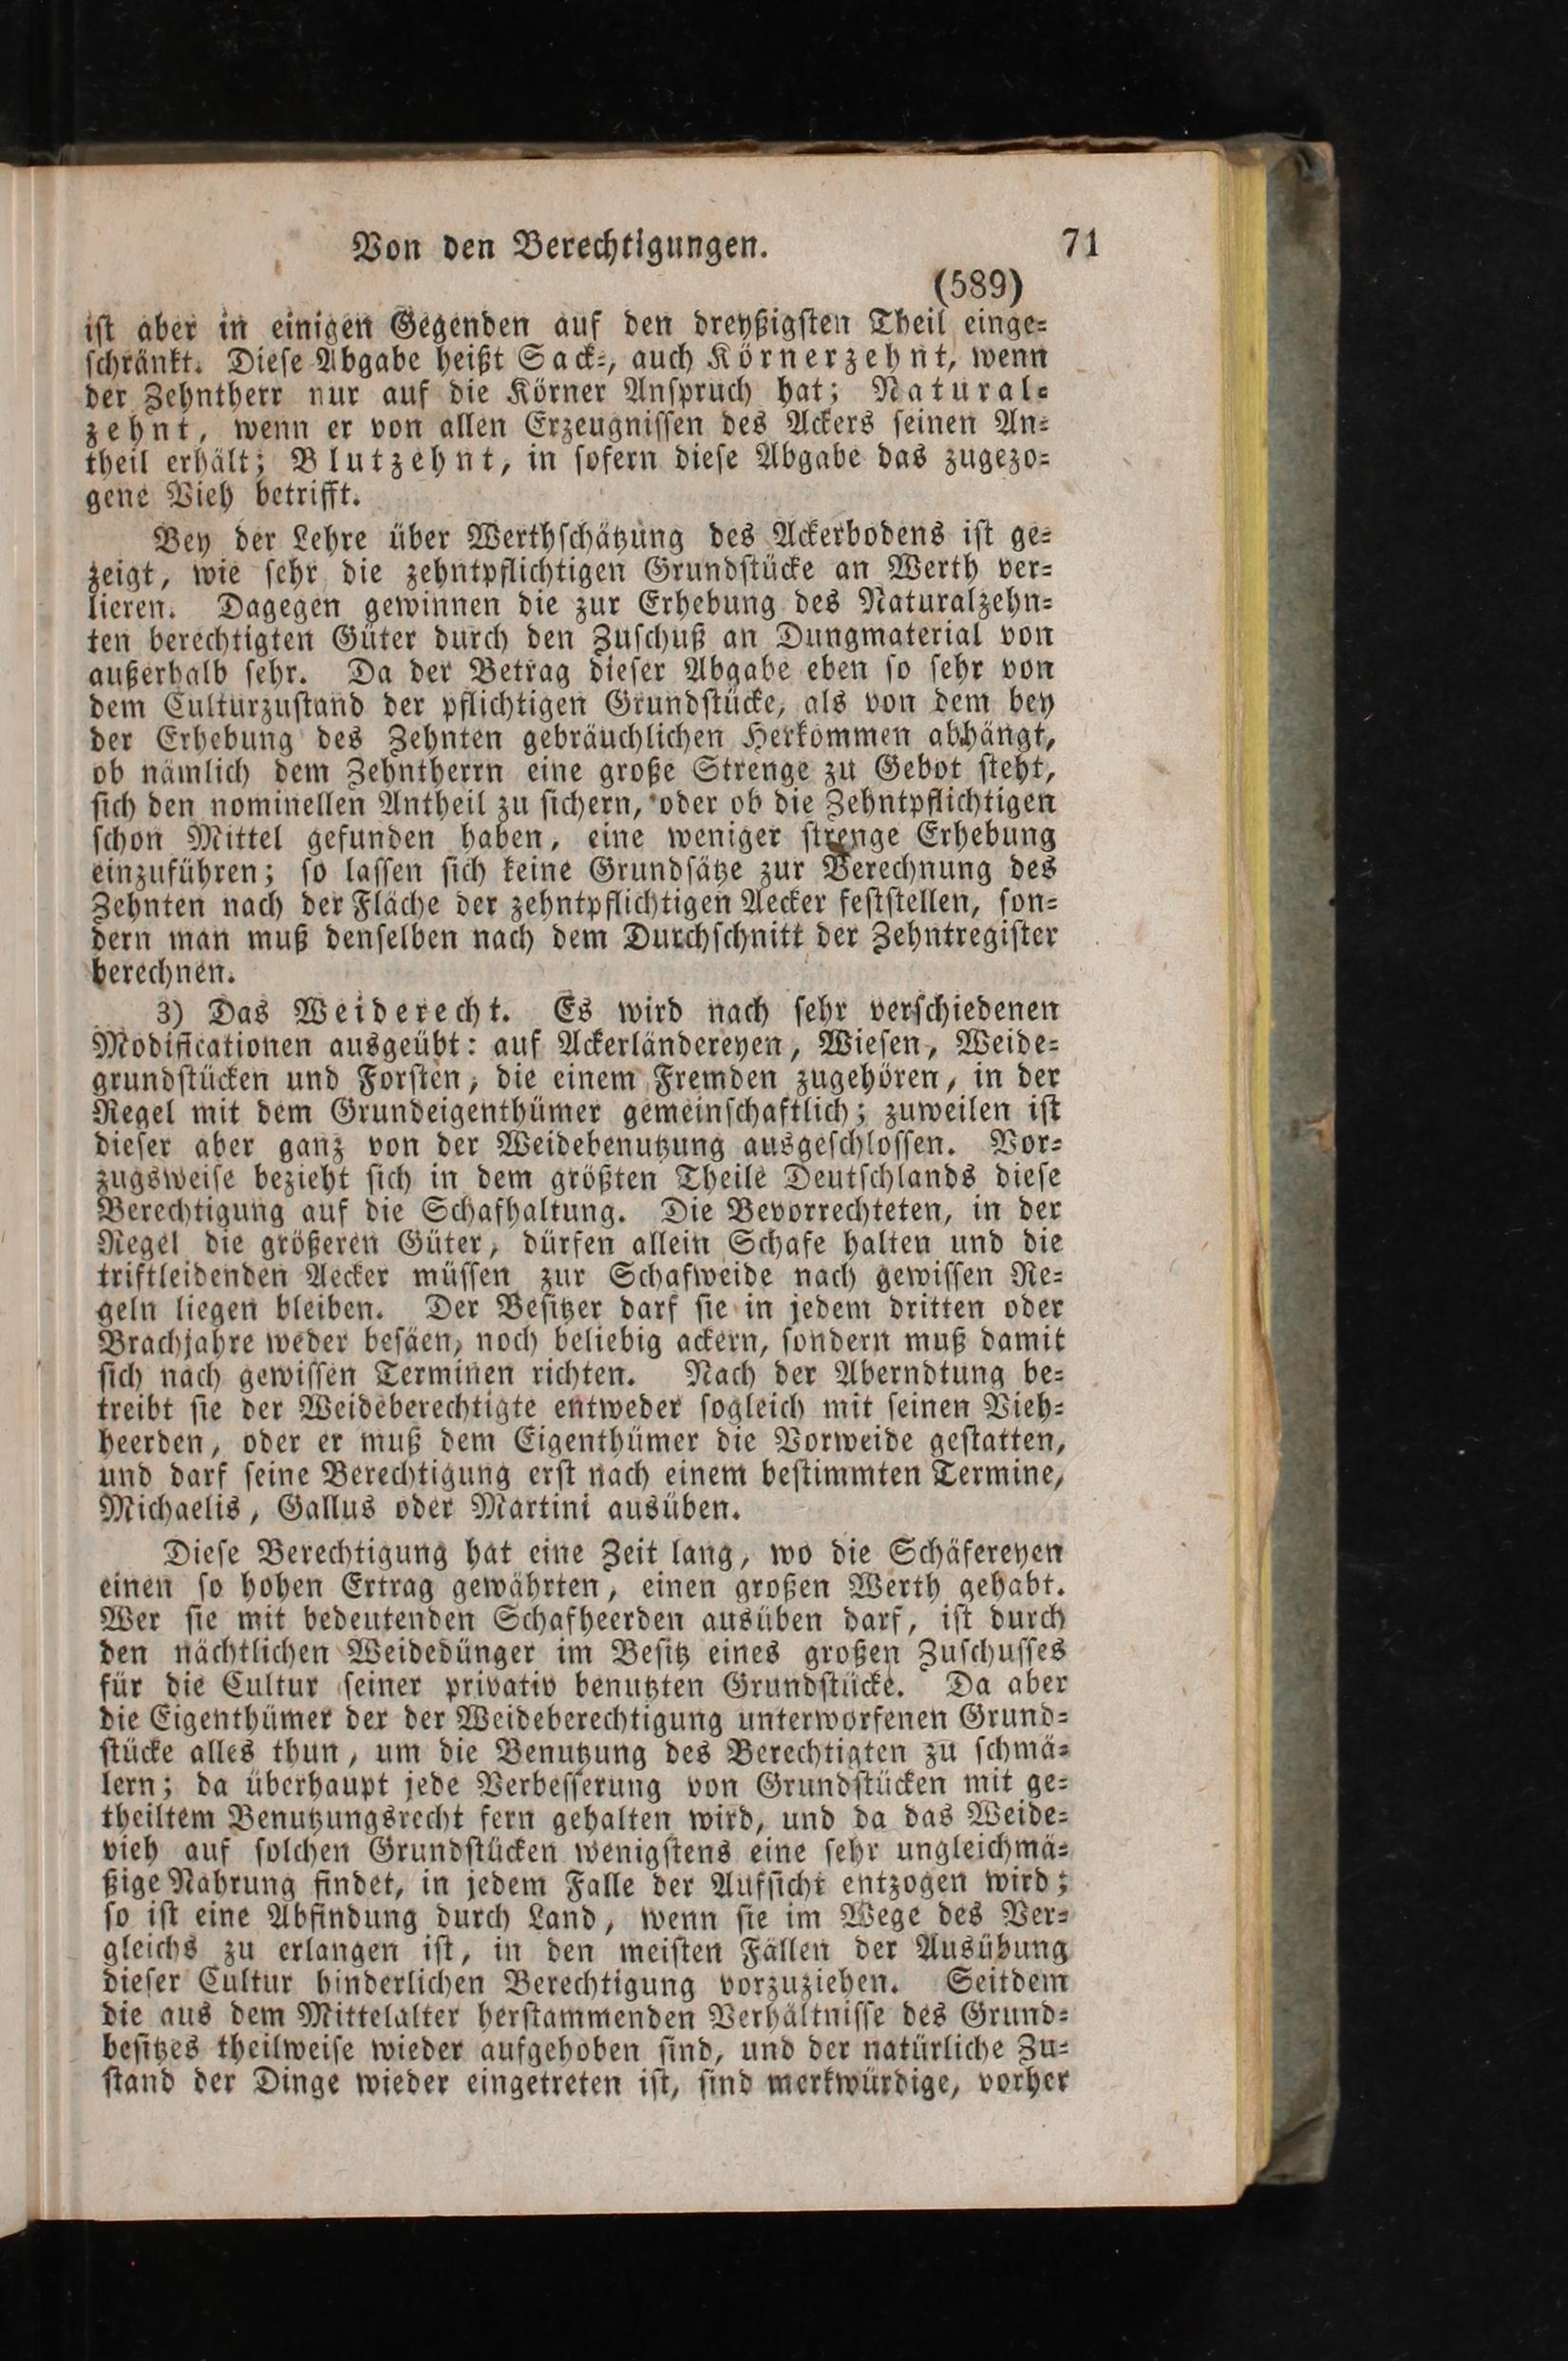 Von den Berechtigungen. 71
(589)
iſt aber in einigen Gegenden auf den dreyßigſten Theil einge-
ſchränkt. Dieſe Abgabe heißt Sack-, auch Körnerzehnt, wenn
der Zehntherr nur auf die Körner Anſpruch hat; Natural-
zehnt, wenn er von allen Erzeugniſſen des Ackers ſeinen An-
theil erhält; Blutzehnt, in ſofern dieſe Abgabe das zugezo-
gene Vieh betrifft.
Bey der Lehre über Werthſchätzung des Ackerbodens iſt ge-
zeigt, wie ſehr die zehntpflichtigen Grundſtücke an Werth ver-
lieren. Dagegen gewinnen die zur Erhebung des Naturalzehn-
ten berechtigten Güter durch den Zuſchuß an Dungmaterial von
außerhalb ſehr. Da der Betrag dieſer Abgabe eben ſo ſehr von
dem Culturzuſtand der pflichtigen Grundſtücke, als von dem bey
der Erhebung des Zehnten gebräuchlichen Herkommen abhängt,
ob nämlich dem Zehntherrn eine große Strenge zu Gebot ſteht,
ſich den nominellen Antheil zu ſichern, oder ob die Zehntpflichtigen
ſchon Mittel gefunden haben, eine weniger ſtrenge Erhebung
einzuführen; ſo laſſen ſich keine Grundſätze zur Berechnung des
Zehnten nach der Fläche der zehntpflichtigen Aecker feſtſtellen, ſon-
dern man muß denſelben nach dem Durchſchnitt der Zehntregiſter
berechnen.
3) Das Weiderecht. Es wird nach ſehr verſchiedenen
Modificationen ausgeübt: auf Ackerländereyen, Wieſen, Weide-
grundſtücken und Forſten, die einem Fremden zugehören, in der
Regel mit dem Grundeigenthümer gemeinſchaftlich; zuweilen iſt
dieſer aber ganz von der Weidebenutzung ausgeſchloſſen. Vor-
zugsweiſe bezieht ſich in dem größten Theile Deutſchlands dieſe
Berechtigung auf die Schafhaltung. Die Bevorrechteten, in der
Regel die größeren Güter, dürfen allein Schafe halten und die
triftleidenden Aecker müſſen zur Schafweide nach gewiſſen Re-
geln liegen bleiben. Der Beſitzer darf ſie in jedem dritten oder
Brachjahre weder beſäen, noch beliebig ackern, ſondern muß damit
ſich nach gewiſſen Terminen richten. Nach der Aberndtung be-
treibt ſie der Weideberechtigte entweder ſogleich mit ſeinen Vieh-
heerden, oder er muß dem Eigenthümer die Vorweide geſtatten,
und darf ſeine Berechtigung erſt nach einem beſtimmten Termine,
Michaelis, Gallus oder Martini ausüben.
Dieſe Berechtigung hat eine Zeit lang, wo die Schäfereyen
einen ſo hohen Ertrag gewährten, einen großen Werth gehabt.
Wer ſie mit bedeutenden Schafheerden ausüben darf, iſt durch
den nächtlichen Weidedünger im Beſitz eines großen Zuſchuſſes
für die Cultur ſeiner privativ benutzten Grundſtücke. Da aber
die Eigenthümer der der Weideberechtigung unterworfenen Grund-
ſtücke alles thun, um die Benutzung des Berechtigten zu ſchmä-
lern; da überhaupt jede Verbeſſerung von Grundſtücken mit ge-
theiltem Benutzungsrecht fern gehalten wird, und da das Weide-
vieh auf ſolchen Grundſtücken wenigſtens eine ſehr ungleichmä-
ßige Nahrung findet, in jedem Falle der Aufſicht entzogen wird;
ſo iſt eine Abfindung durch Land, wenn ſie im Wege des Ver-
gleichs zu erlangen iſt, in den meiſten Fällen der Ausübung
dieſer Cultur hinderlichen Berechtigung vorzuziehen. Seitdem
die aus dem Mittelalter herſtammenden Verhältniſſe des Grund-
beſitzes theilweiſe wieder aufgehoben ſind, und der natürliche Zu-
ſtand der Dinge wieder eingetreten iſt, ſind merkwürdige, vorher